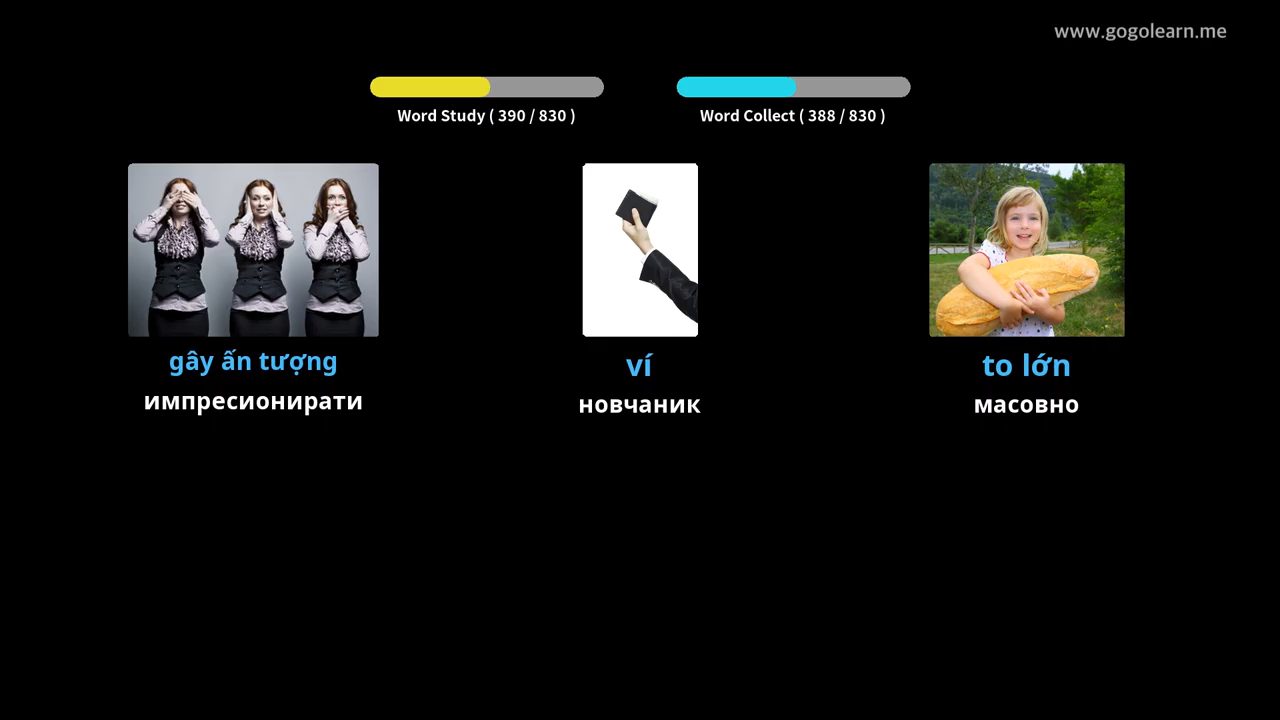 www.gogolearn.me
Word Study ( 390 / 830 )
Word Collect ( 388 / 830 )
gây ấn tượng
ví
to lớn
импресионирати
новчаник
масовно